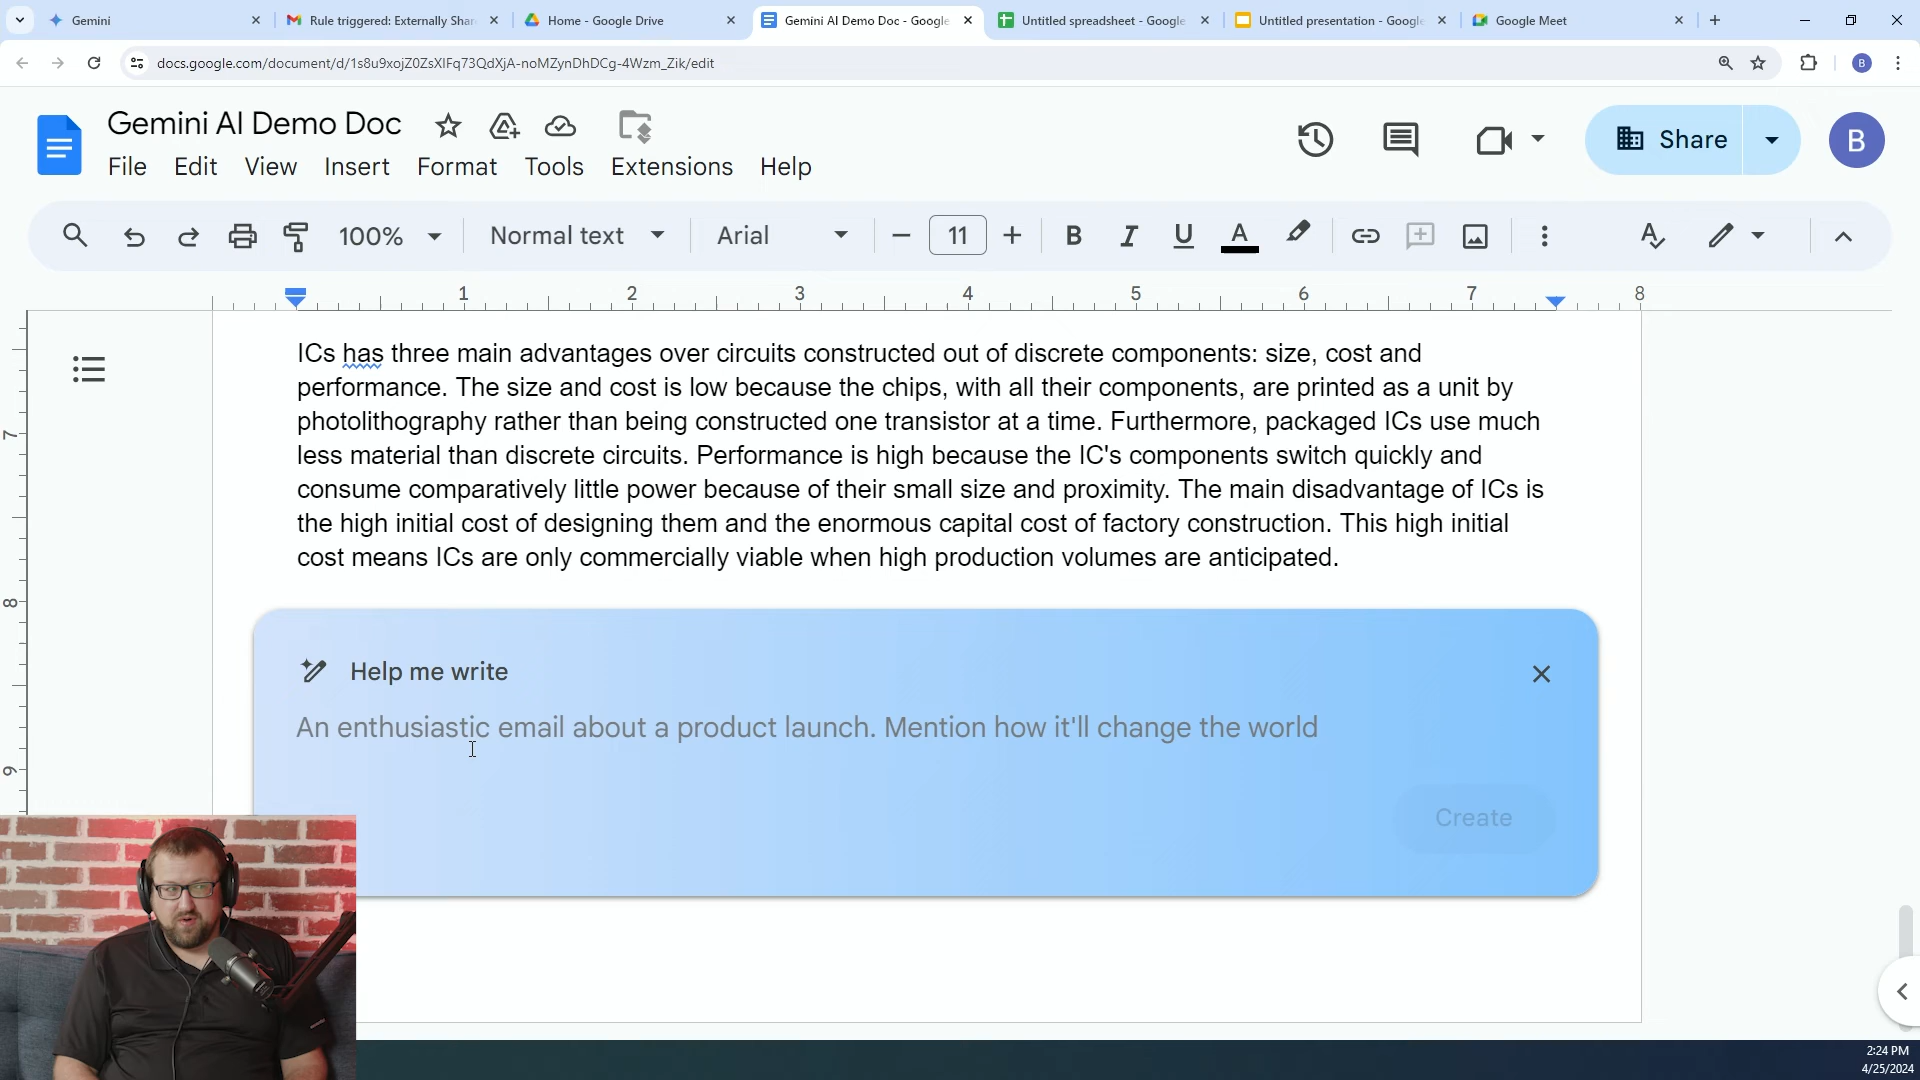 Gemini
Rule triggered: Externally Shar
Home - Google Drive
Gemini AI Demo Doc - Google
Untitled spreadsheet - Google
Untitled presentation - Google
Google Meet
docs.google.com/document/d/1s8u9xojZ0ZsXlFq73QdXjA-noMZynDhDCg-4Wzm_Zik/edit
B
Gemini AI Demo Doc
Share
B
File Edit View Insert Format Tools Extensions Help
100% Normal text Arial 11 B I U A
1 2 3 4 5 6 7 8
7
8
9
ICs has three main advantages over circuits constructed out of discrete components: size, cost and
performance. The size and cost is low because the chips, with all their components, are printed as a unit by
photolithography rather than being constructed one transistor at a time. Furthermore, packaged ICs use much
less material than discrete circuits. Performance is high because the IC's components switch quickly and
consume comparatively little power because of their small size and proximity. The main disadvantage of ICs is
the high initial cost of designing them and the enormous capital cost of factory construction. This high initial
cost means ICs are only commercially viable when high production volumes are anticipated.
Help me write
An enthusiastic email about a product launch. Mention how it'll change the world
Create
2:24 PM
4/25/2024